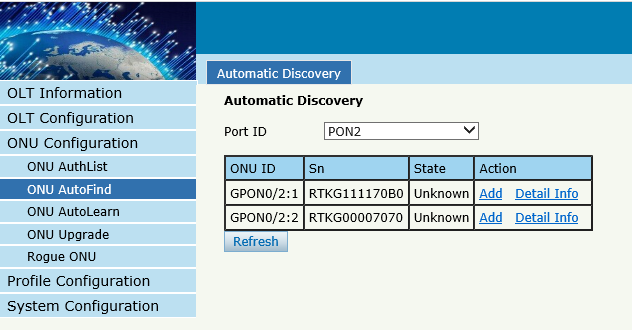 Automatic Discovery
OLT Information
OLT Configuration
ONU Configuration
ONU AuthList
ONU AutoFind
ONU AutoLearn
ONU Upgrade
Rogue ONU
Profile Configuration
System Configuration
Automatic Discovery
Port ID PON2
ONU ID Sn State Action
GPON0/2:1 RTKG111170B0 Unknown Add Detail Info
GPON0/2:2 RTKG00007070 Unknown Add Detail Info
Refresh